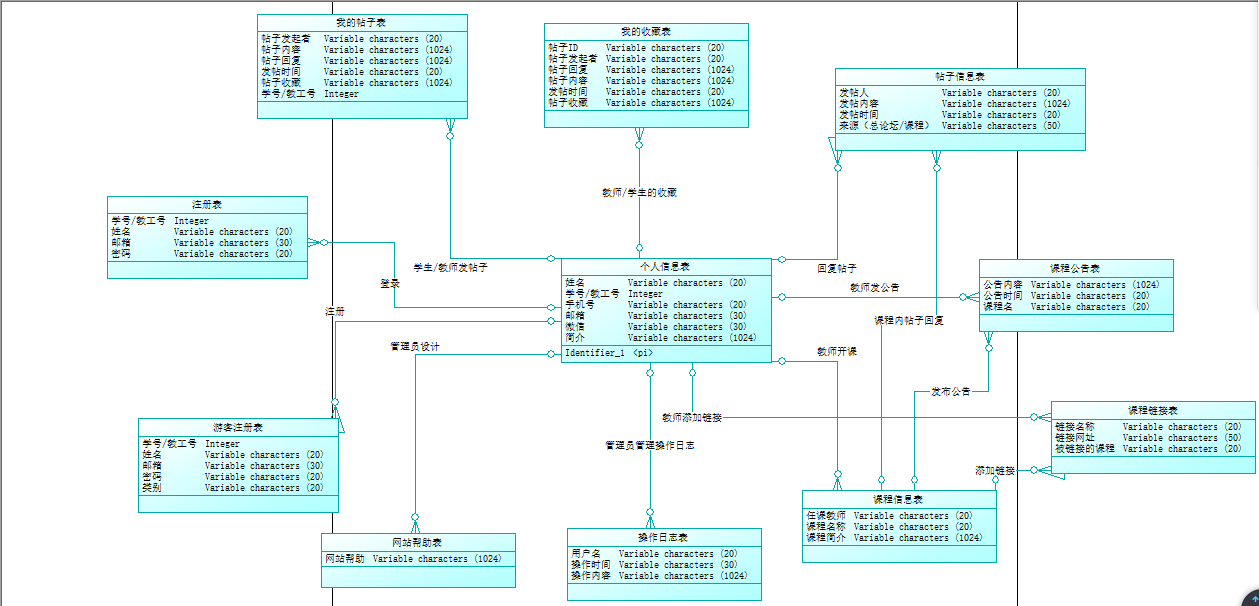 我的帖子表
帖子发起者 Variable characters (20)
帖子内容 Variable characters (1024)
帖子回复 Variable characters (1024)
发帖时间 Variable characters (20)
帖子收藏 Variable characters (1024)
学号/教工号 Integer
我的收藏表
帖子ID Variable characters (20)
帖子发起者 Variable characters (20)
帖子回复 Variable characters (1024)
帖子内容 Variable characters (1024)
发帖时间 Variable characters (20)
帖子收藏 Variable characters (1024)
帖子信息表
发帖人 Variable characters (20)
发帖内容 Variable characters (1024)
发帖时间 Variable characters (20)
来源（总论坛/课程） Variable characters (50)
教师/学生的收藏
注册表
学号/教工号 Integer
姓名 Variable characters (20)
邮箱 Variable characters (30)
密码 Variable characters (20)
学生/教师发帖子
登录
注册
管理员设计
个人信息表
姓名 Variable characters (20)
学号/教工号 Integer
手机号 Variable characters (20)
邮箱 Variable characters (30)
微信 Variable characters (30)
简介 Variable characters (1024)
Identifier_1 <pi>
回复帖子
教师发公告
课程内帖子回复
教师开课
课程公告表
公告内容 Variable characters (1024)
公告时间 Variable characters (20)
课程名 Variable characters (20)
发布公告
教师添加链接
管理员管理操作日志
课程链接表
链接名称 Variable characters (20)
链接网址 Variable characters (50)
被链接的课程 Variable characters (20)
添加链接
游客注册表
学号/教工号 Integer
姓名 Variable characters (20)
邮箱 Variable characters (30)
密码 Variable characters (20)
类别 Variable characters (20)
课程信息表
任课教师 Variable characters (20)
课程名称 Variable characters (20)
课程简介 Variable characters (1024)
网站帮助表
网站帮助 Variable characters (1024)
操作日志表
用户名 Variable characters (20)
操作时间 Variable characters (30)
操作内容 Variable characters (1024)